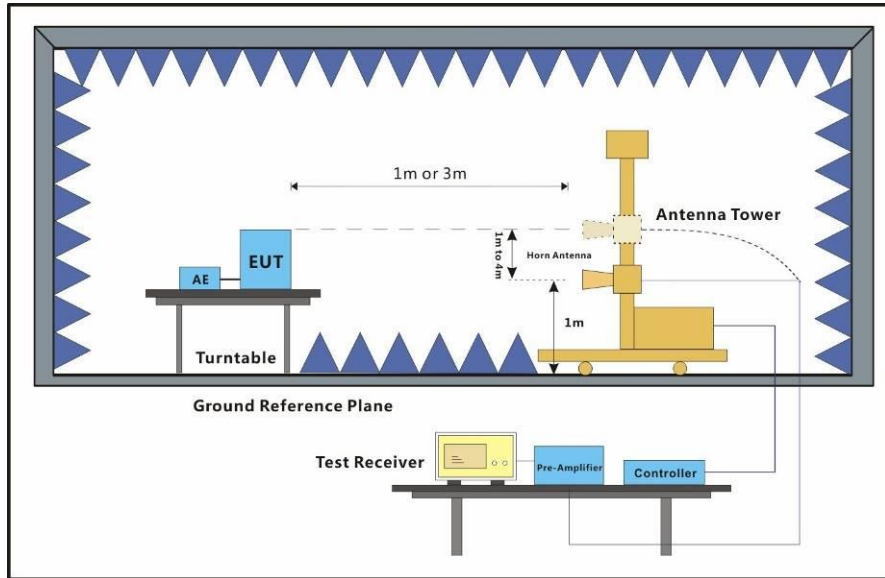 1m or 3m
Antenna Tower
1m to 4m
Horn Antenna
EUT
AE
1m
Turntable
Ground Reference Plane
Test Receiver
Pre-Amplifier
Controller